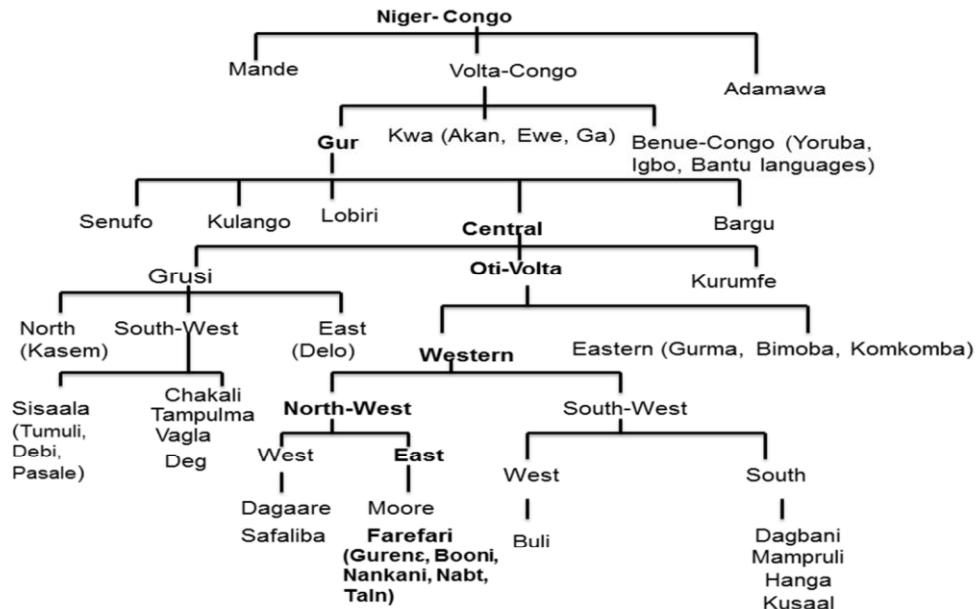 Niger- Congo
Mande
Volta-Congo
Adamawa
Gur
Kwa (Akan, Ewe, Ga)
Benue-Congo (Yoruba,
Igbo, Bantu languages)
Senufo
Kulango
Lobiri
Central
Bargu
Grusi
Oti-Volta
Kurumfe
North
(Kasem)
South-West
East
(Delo)
Western
Eastern (Gurma, Bimoba, Komkomba)
Sisaala
(Tumuli,
Debi,
Pasale)
Chakali
Tampulma
Vagla
Deg
North-West
South-West
West
East
West
South
Dagaare
Safaliba
Moore
Farefari
(Gurenɛ, Booni,
Nankani, Nabt,
Taln)
Buli
Dagbani
Mampruli
Hanga
Kusaal